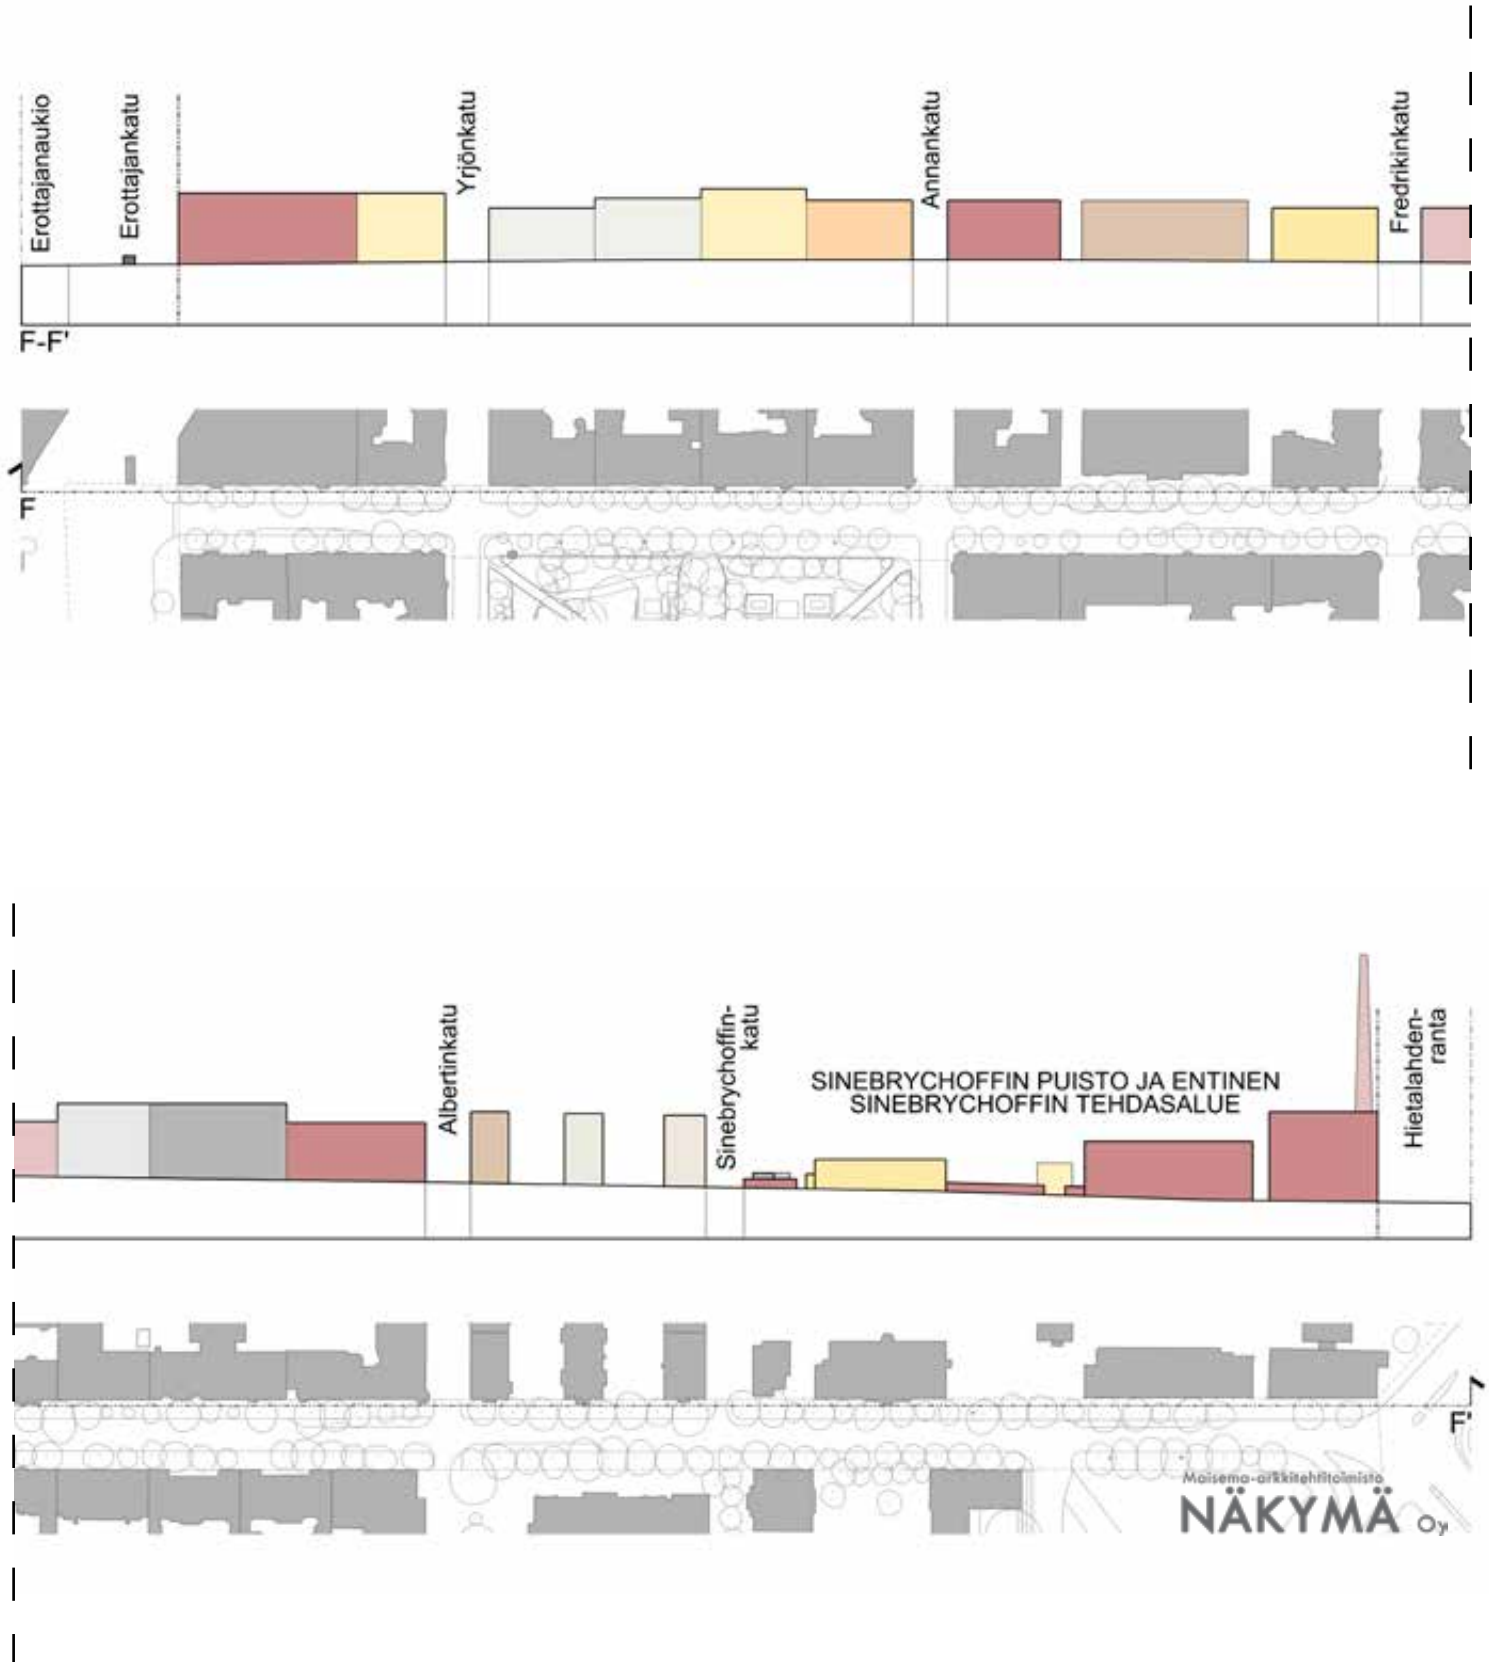 Erottajanaukio
Erottajankatu
Yrjönkatu
Annankatu
Fredrikinkatu
F-F'
F
Albertinkatu
Sinebrychoffin-
katu
SINEBRYCHOFFIN PUISTO JA ENTINEN
SINEBRYCHOFFIN TEHDASALUE
Hietalahden-
ranta
F'
Maisema-arkkitehtitoimisto
NÄKYMÄ Oy